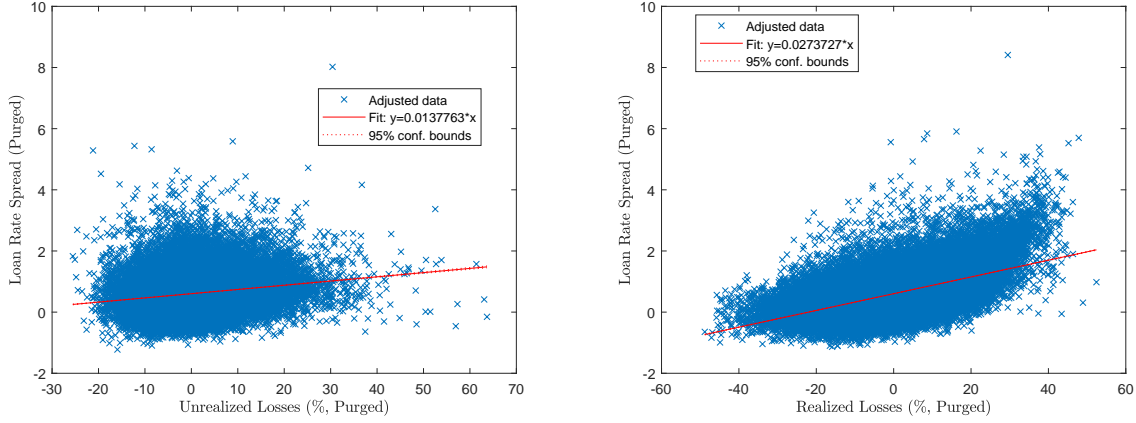 10
8
6
4
2
0
-2
Loan Rate Spread (Purged)
Adjusted data
Fit: y=0.0137763*x
95% conf. bounds
-30 -20 -10 0 10 20 30 40 50 60 70
Unrealized Losses (%, Purged)
10
8
6
4
2
0
-2
Loan Rate Spread (Purged)
Adjusted data
Fit: y=0.0273727*x
95% conf. bounds
-60 -40 -20 0 20 40 60
Realized Losses (%, Purged)